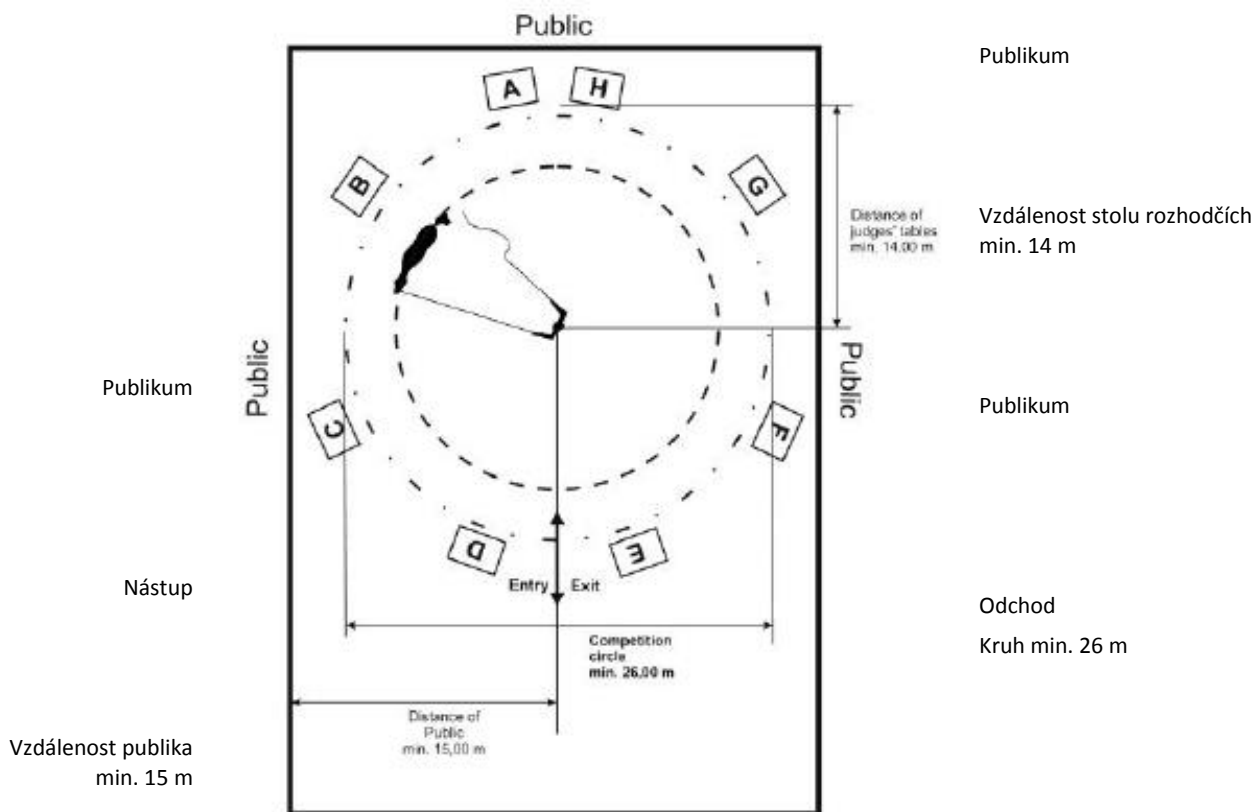 Public
Publikum
A
H
B
G
Distance of
judges' tables
min. 14.00 m
Vzdálenost stolu rozhodčích
min. 14 m
Public
Public
Publikum
Publikum
C
F
D
E
Nástup
Entry
Exit
Odchod
Competition
circle
min. 26,00 m
Kruh min. 26 m
Distance of
Public
min. 15,00 m
Vzdálenost publika
min. 15 m